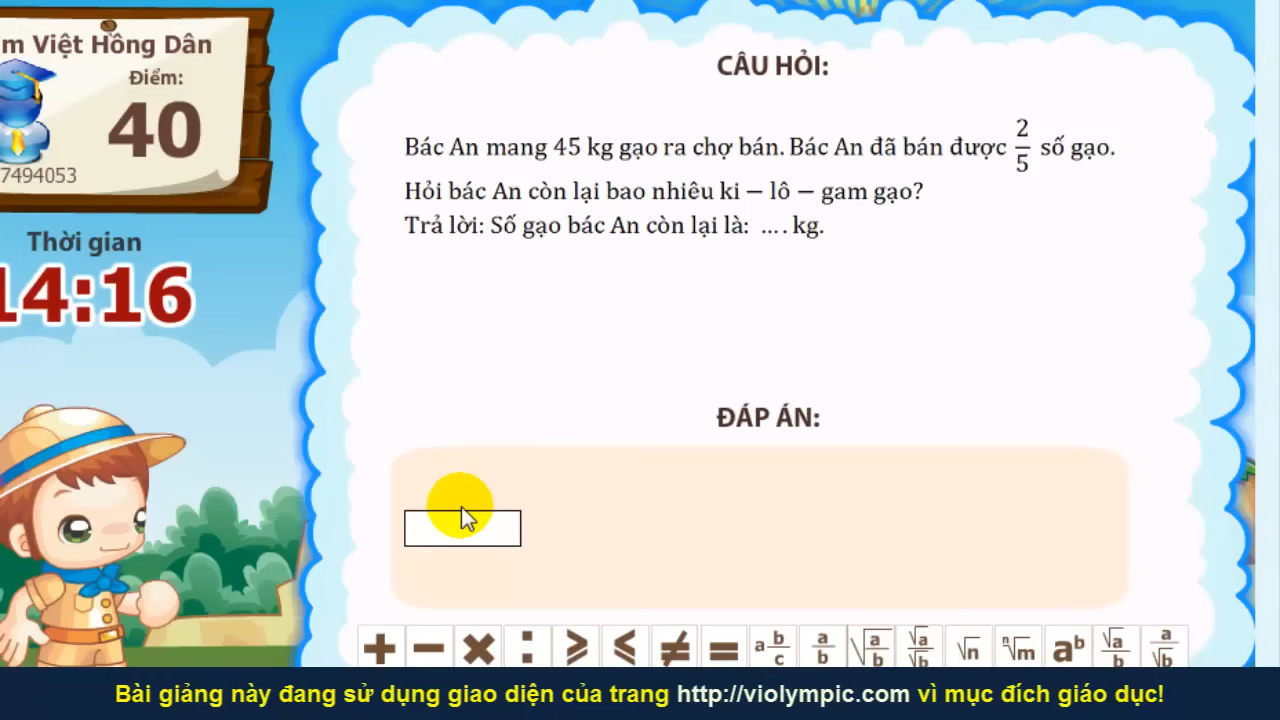 m Việt Hồng Dân
Điểm:
40
7494053
Thời gian
14:16
CÂU HỎI:
Bác An mang 45 kg gạo ra chợ bán. Bác An đã bán được 2/5 số gạo.
Hỏi bác An còn lại bao nhiêu ki − lô − gam gạo?
Trả lời: Số gạo bác An còn lại là: .... kg.
ĐÁP ÁN:
+ − × : > < ≠ = a b/c a/b √a/b √a/√b √n ⁿ√m aᵇ √a/b a/√b
Bài giảng này đang sử dụng giao diện của trang http://violympic.com vì mục đích giáo dục!